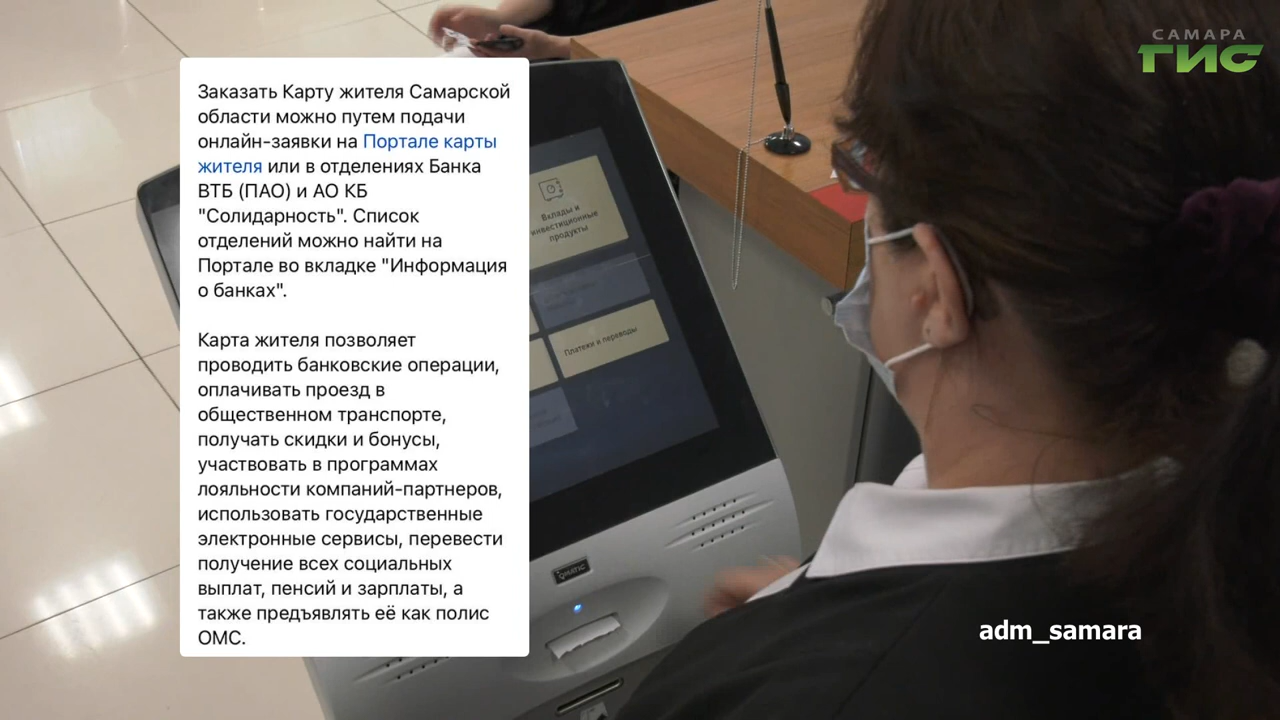 САМАРА
ГИС
Заказать Карту жителя Самарской
области можно путем подачи
онлайн-заявки на Портале карты
жителя или в отделениях Банка
ВТБ (ПАО) и АО КБ
"Солидарность". Список
отделений можно найти на
Портале во вкладке "Информация
о банках".
Карта жителя позволяет
проводить банковские операции,
оплачивать проезд в
общественном транспорте,
получать скидки и бонусы,
участвовать в программах
лояльности компаний-партнеров,
использовать государственные
электронные сервисы, перевести
получение всех социальных
выплат, пенсий и зарплаты, а
также предъявлять её как полис
ОМС.
Вклады и
инвестиционные
продукты
Платежи и переводы
QMATIC
adm_samara